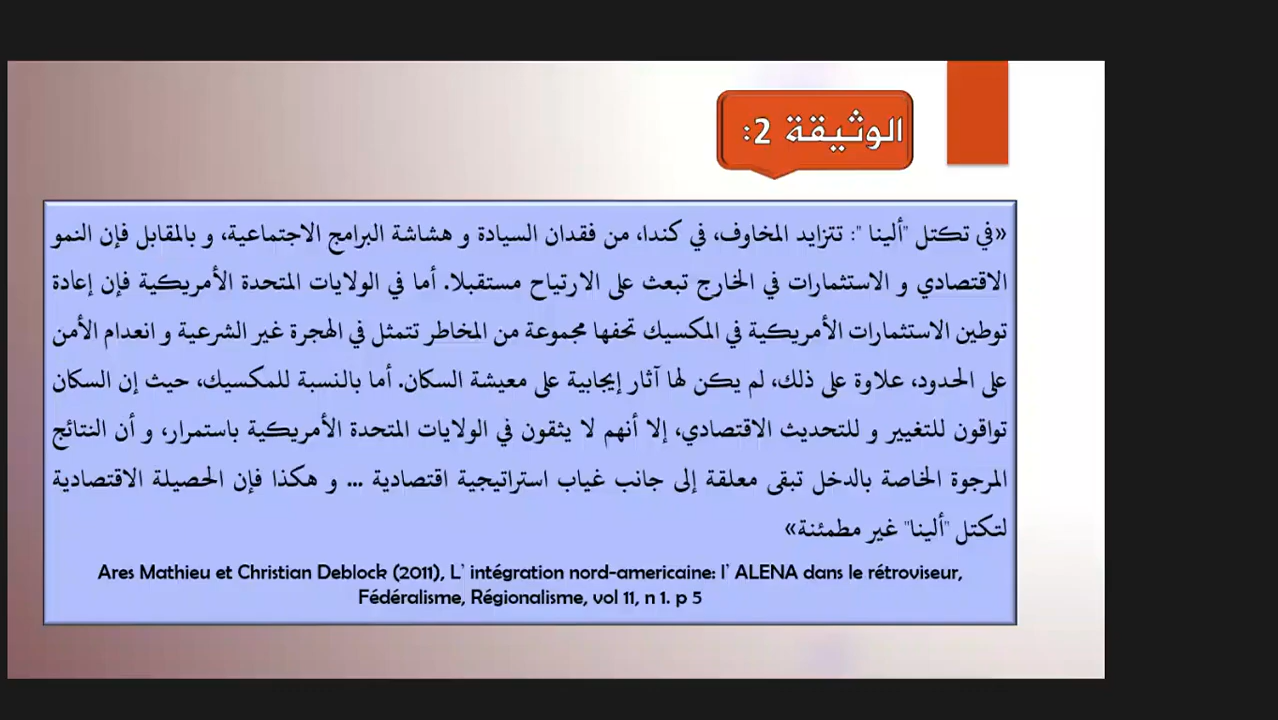 الوثيقة 2:
«في تكتل "ألينا ": تتزايد المخاوف، في كندا، من فقدان السيادة و هشاشة البرامج الاجتماعية، و بالمقابل فإن النمو
الاقتصادي و الاستثمارات في الخارج تبعث على الارتياح مستقبلا. أما في الولايات المتحدة الأمريكية فإن إعادة
توطين الاستثمارات الأمريكية في المكسيك تحفها مجموعة من المخاطر تتمثل في الهجرة غير الشرعية و انعدام الأمن
على الحدود، علاوة على ذلك، لم يكن لها آثار إيجابية على معيشة السكان. أما بالنسبة للمكسيك، حيث إن السكان
تواقون للتغيير و للتحديث الاقتصادي، إلا أنهم لا يثقون في الولايات المتحدة الأمريكية باستمرار، و أن النتائج
المرجوة الخاصة بالدخل تبقى معلقة إلى جانب غياب استراتيجية اقتصادية ... و هكذا فإن الحصيلة الاقتصادية
لتكتل "ألينا" غير مطمئنة»
Ares Mathieu et Christian Deblock (2011), L' intégration nord-americaine: l' ALENA dans le rétroviseur,
Fédéralisme, Régionalisme, vol 11, n 1. p 5